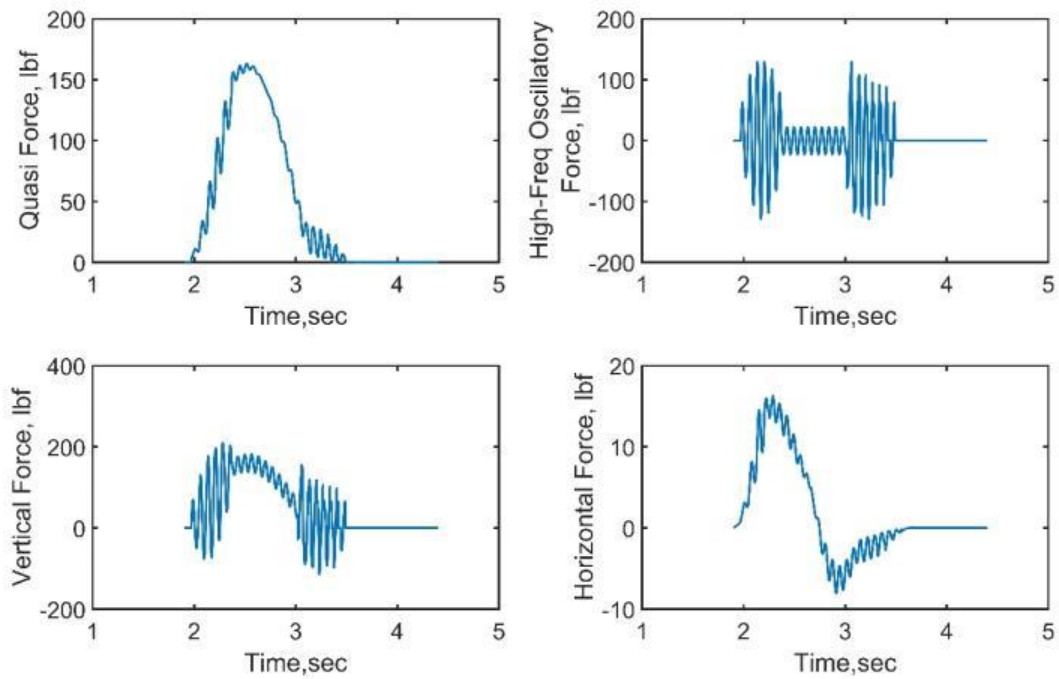 200
150
100
50
0
Quasi Force, lbf
1 2 3 4 5
Time,sec
200
100
0
-100
-200
High-Freq Oscillatory
Force, lbf
1 2 3 4 5
Time,sec
400
200
0
-200
Vertical Force, lbf
1 2 3 4 5
Time,sec
20
10
0
-10
Horizontal Force, lbf
1 2 3 4 5
Time,sec